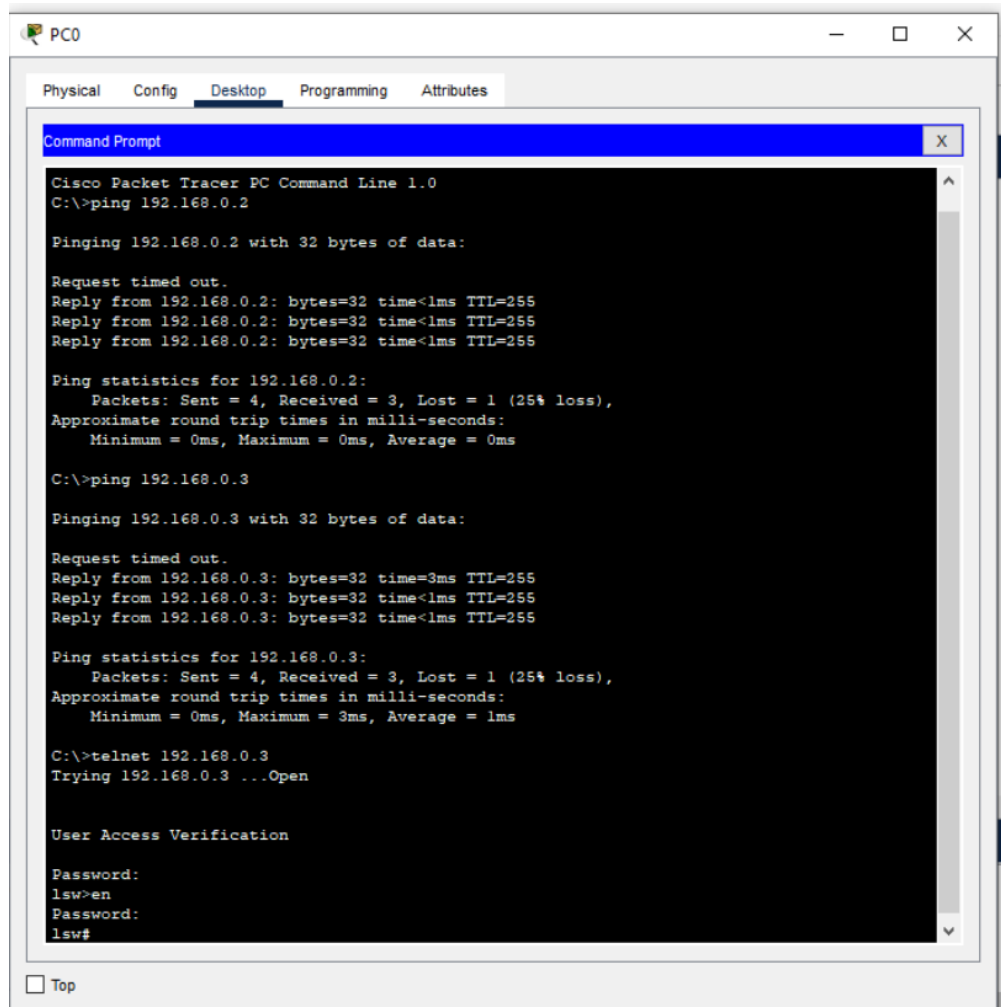 PC0
Physical Config Desktop Programming Attributes
Command Prompt X
Cisco Packet Tracer PC Command Line 1.0
C:\>ping 192.168.0.2
Pinging 192.168.0.2 with 32 bytes of data:
Request timed out.
Reply from 192.168.0.2: bytes=32 time<1ms TTL=255
Reply from 192.168.0.2: bytes=32 time<1ms TTL=255
Reply from 192.168.0.2: bytes=32 time<1ms TTL=255
Ping statistics for 192.168.0.2:
    Packets: Sent = 4, Received = 3, Lost = 1 (25% loss),
Approximate round trip times in milli-seconds:
    Minimum = 0ms, Maximum = 0ms, Average = 0ms
C:\>ping 192.168.0.3
Pinging 192.168.0.3 with 32 bytes of data:
Request timed out.
Reply from 192.168.0.3: bytes=32 time=3ms TTL=255
Reply from 192.168.0.3: bytes=32 time<1ms TTL=255
Reply from 192.168.0.3: bytes=32 time<1ms TTL=255
Ping statistics for 192.168.0.3:
    Packets: Sent = 4, Received = 3, Lost = 1 (25% loss),
Approximate round trip times in milli-seconds:
    Minimum = 0ms, Maximum = 3ms, Average = 1ms
C:\>telnet 192.168.0.3
Trying 192.168.0.3 ...Open
User Access Verification
Password:
lsw>en
Password:
lsw#
Top